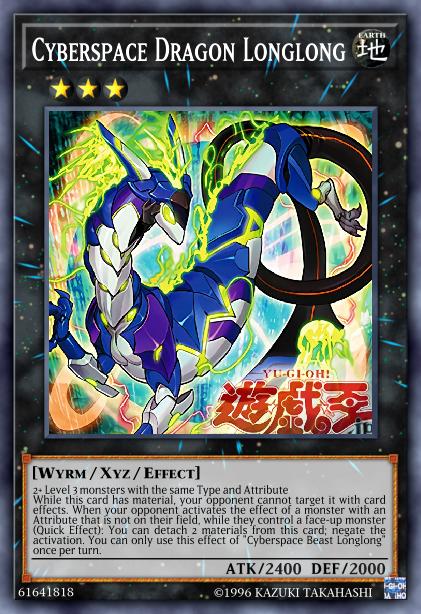 CYBERSPACE DRAGON LONGLONG
EARTH
地
YU-GI-OH!
遊戯王
[WYRM / XYZ / EFFECT]
2+ Level 3 monsters with the same Type and Attribute
While this card has material, your opponent cannot target it with card
effects. When your opponent activates the effect of a monster with an
Attribute that is not on their field, while they control a face-up monster
(Quick Effect): You can detach 2 materials from this card; negate the
activation. You can only use this effect of "Cyberspace Beast Longlong"
once per turn.
ATK/2400 DEF/2000
61641818
©1996 KAZUKI TAKAHASHI